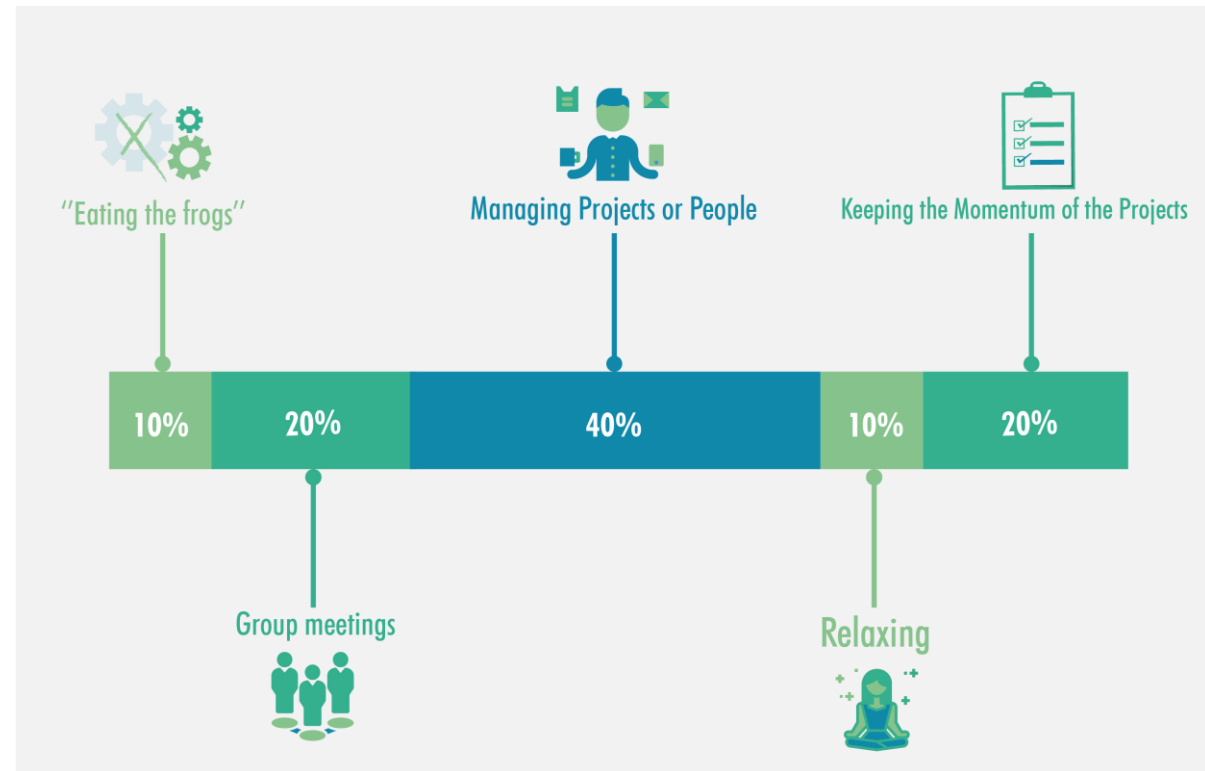 "Eating the frogs"
Managing Projects or People
Keeping the Momentum of the Projects
10%
20%
40%
10%
20%
Group meetings
Relaxing